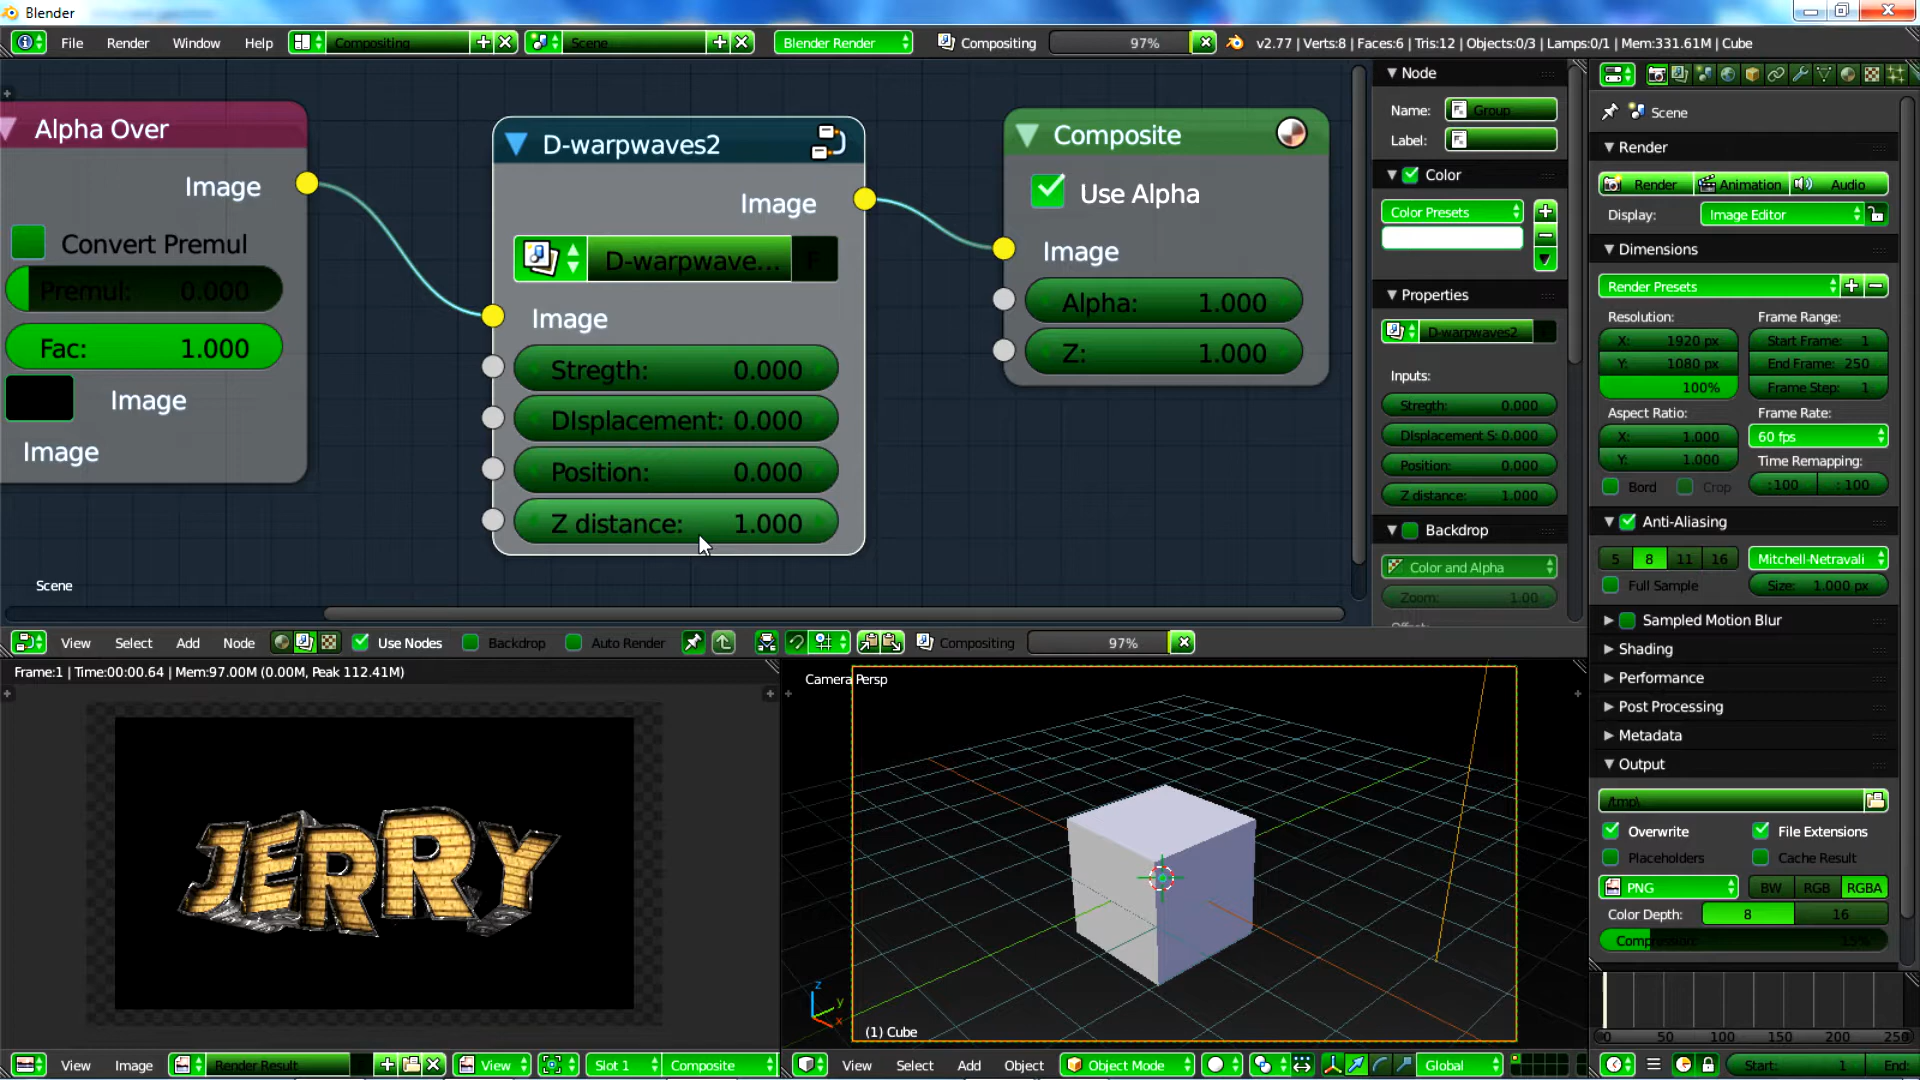 Blender
File Render Window Help Compositing Scene Blender Render Compositing 97% v2.77 | Verts:8 | Faces:6 | Tris:12 | Objects:0/3 | Lamps:0/1 | Mem:331.61M | Cube
Alpha Over
Image
Convert Premul
Premul: 0.000
Fac: 1.000
Image
Image
D-warpwaves2
Image
D-warpwave... F
Image
Stregth: 0.000
DIsplacement: 0.000
Position: 0.000
Z distance: 1.000
Composite
Use Alpha
Image
Alpha: 1.000
Z: 1.000
Scene
Node
Name: Group
Label:
Color
Color Presets
Properties
D-warpwaves2
Inputs:
Stregth: 0.000
DIsplacement S: 0.000
Position: 0.000
Z distance: 1.000
Backdrop
Color and Alpha
Zoom: 1.00
Scene
Render
Render Animation Audio
Display: Image Editor
Dimensions
Render Presets
Resolution: Frame Range:
X: 1920 px Start Frame: 1
Y: 1080 px End Frame: 250
100% Frame Step: 1
Aspect Ratio: Frame Rate:
X: 1.000 60 fps
Y: 1.000 Time Remapping:
Bord Crop :100 : 100
Anti-Aliasing
5 8 11 16 Mitchell-Netravali
Full Sample Size: 1.000 px
Sampled Motion Blur
Shading
Performance
Post Processing
Metadata
Output
/tmp\
Overwrite File Extensions
Placeholders Cache Result
PNG BW RGB RGBA
Color Depth: 8 16
Compression: 15%
View Select Add Node Use Nodes Backdrop Auto Render Compositing 97%
Frame:1 | Time:00:00.64 | Mem:97.00M (0.00M, Peak 112.41M)
JERRY
View Image Render Result View Slot 1 Composite
Camera Persp
z
y
x
(1) Cube
View Select Add Object Object Mode Global
0 50 100 150 200 250
Start: 1 End: